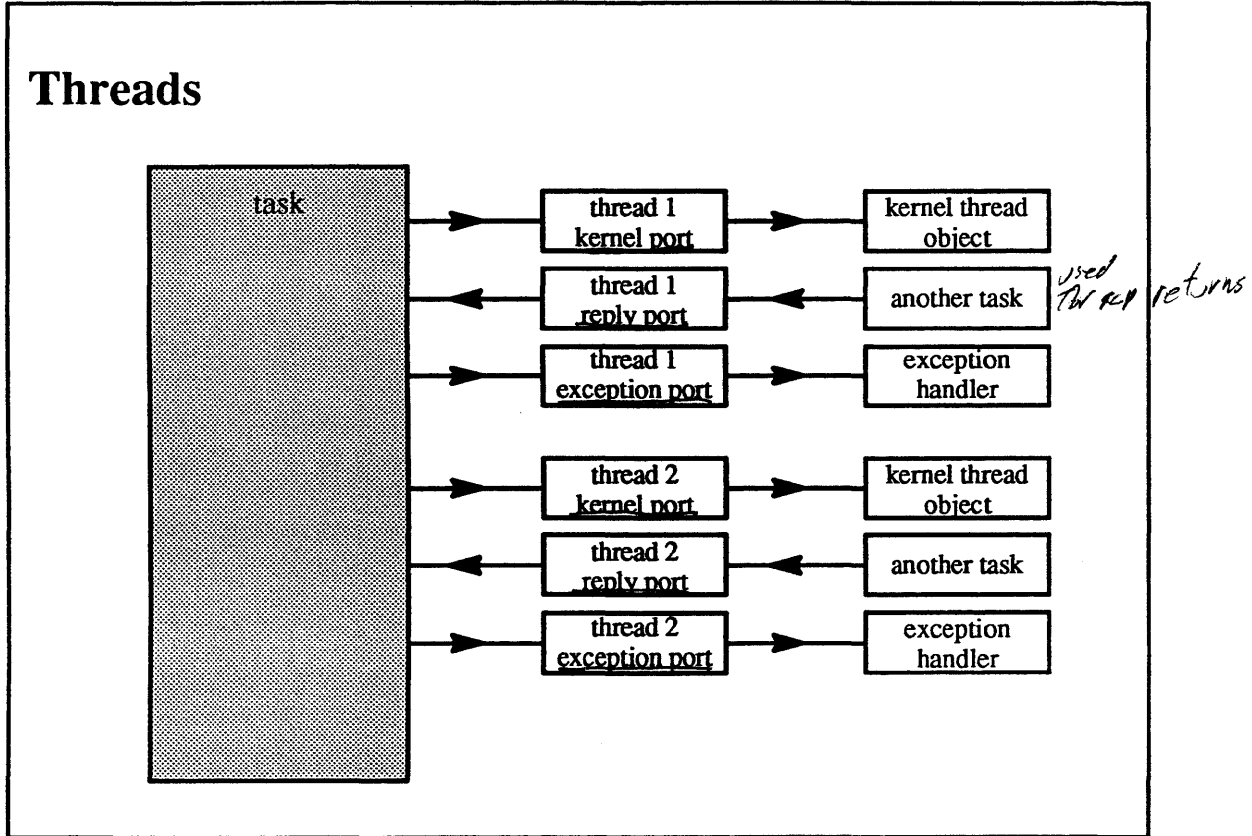 Threads
task
thread 1
kernel port
kernel thread
object
thread 1
reply port
another task
used
returns
thread 1
exception port
exception
handler
thread 2
kernel port
kernel thread
object
thread 2
reply port
another task
thread 2
exception port
exception
handler